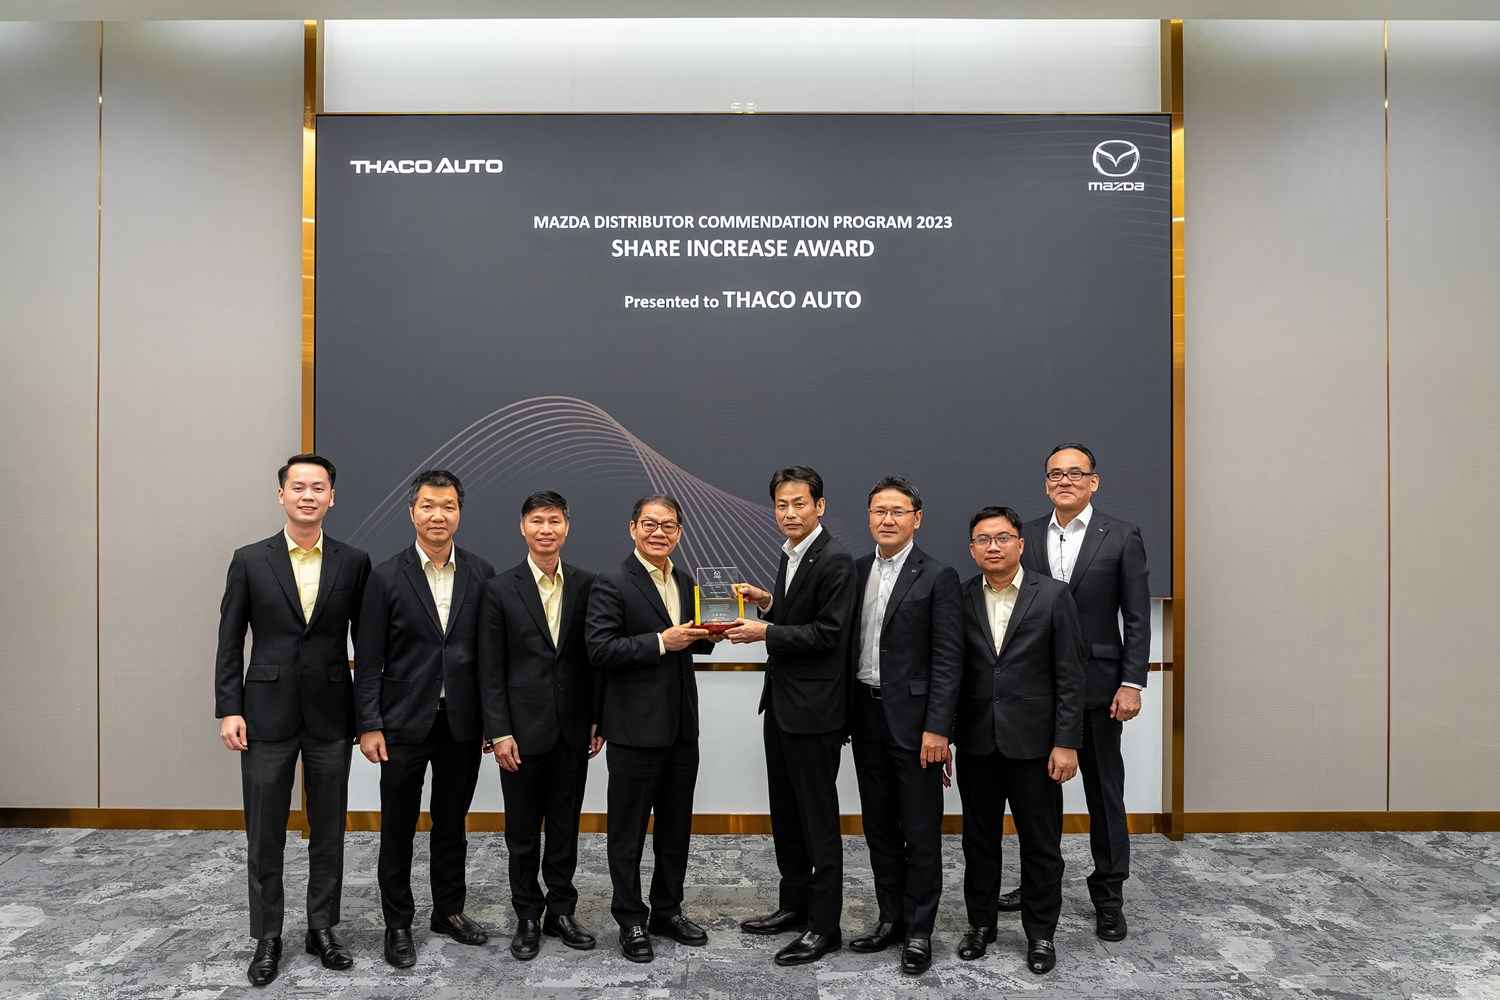 THACO AUTO
mazda
MAZDA DISTRIBUTOR COMMENDATION PROGRAM 2023
SHARE INCREASE AWARD
Presented to THACO AUTO